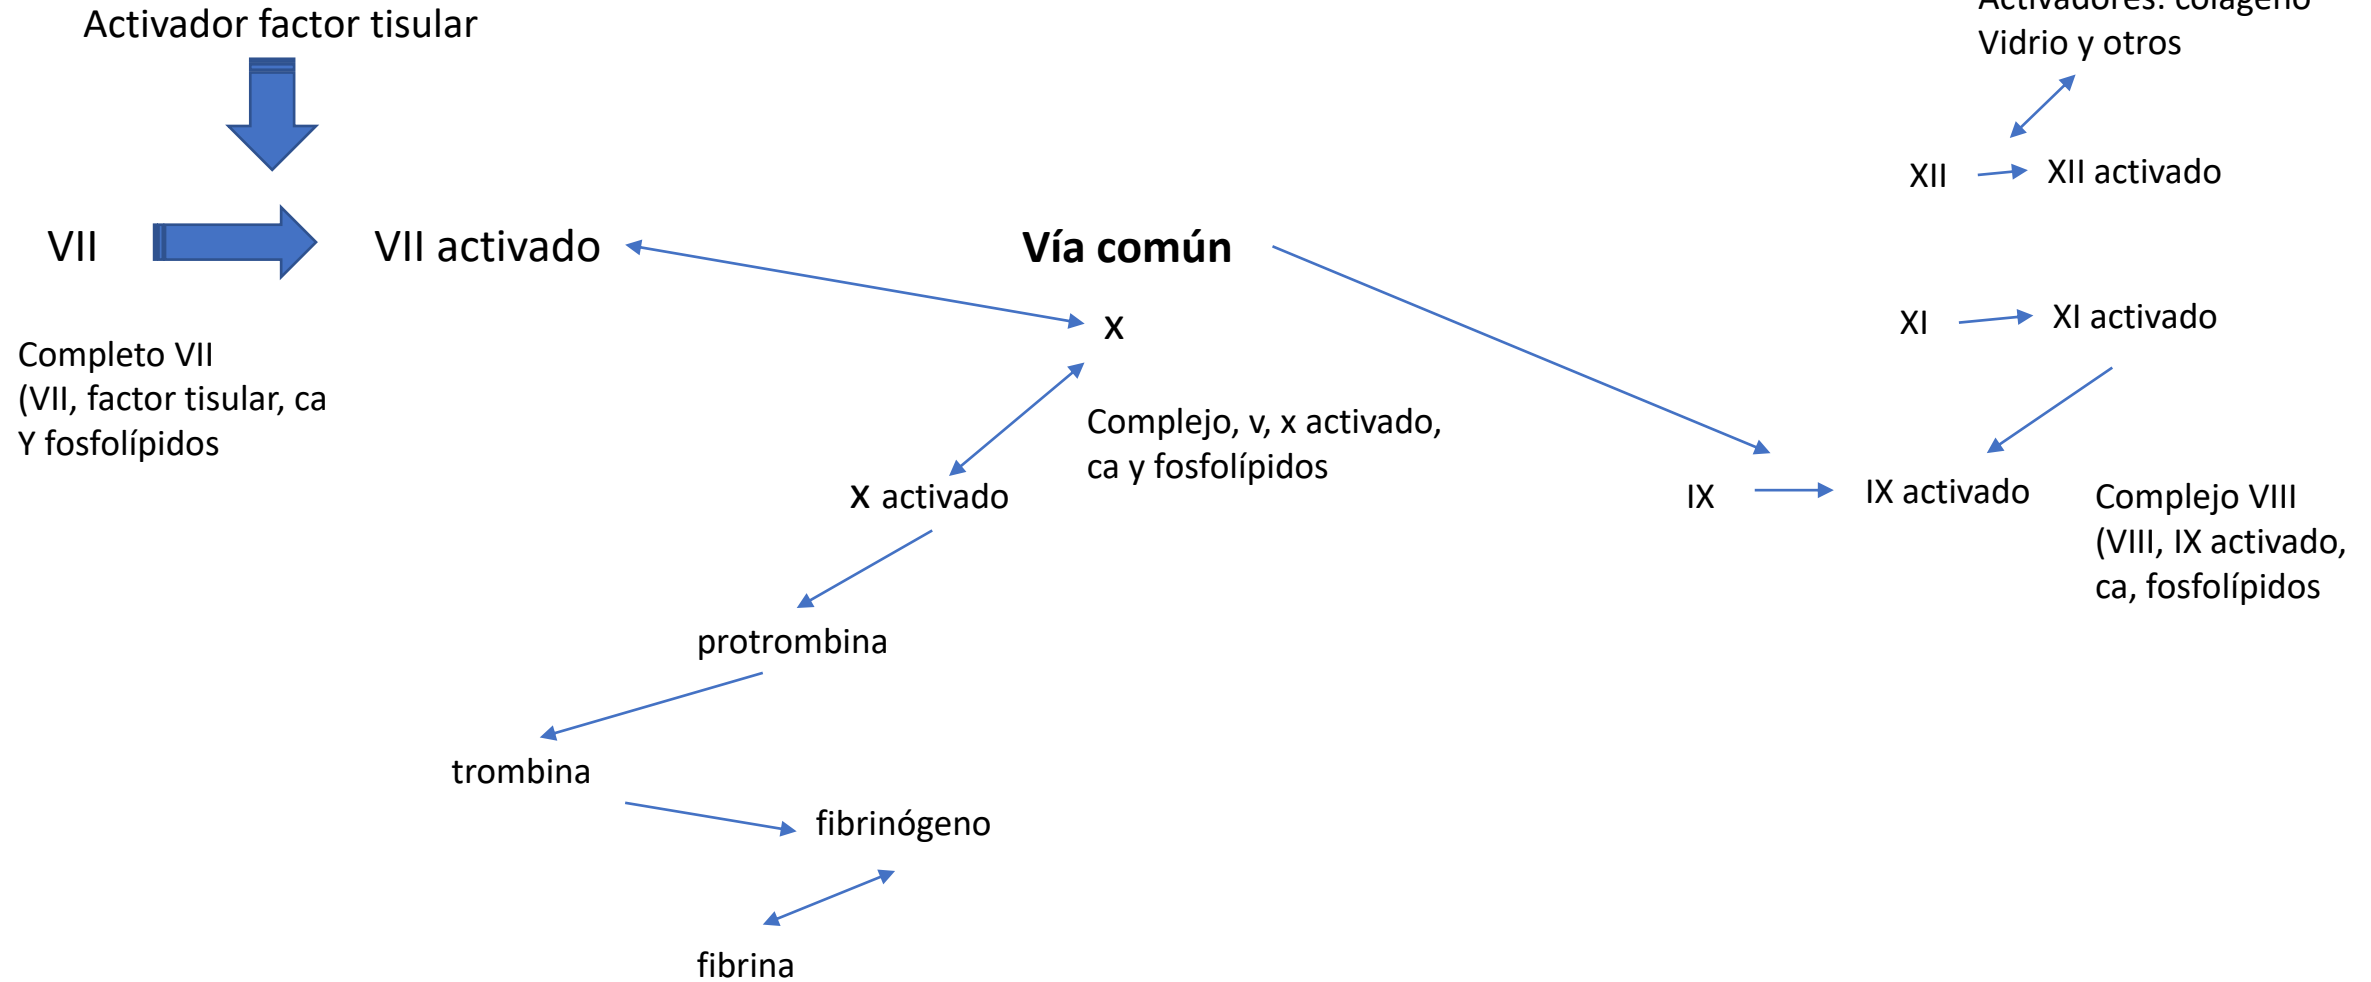 Activador factor tisular
Activadores: colágeno
Vidrio y otros
XII
XII activado
VII
VII activado
Vía común
X
XI
XI activado
Completo VII
(VII, factor tisular, ca
Y fosfolípidos
Complejo, v, x activado,
ca y fosfolípidos
X activado
IX
IX activado
Complejo VIII
(VIII, IX activado,
ca, fosfolípidos
protrombina
trombina
fibrinógeno
fibrina